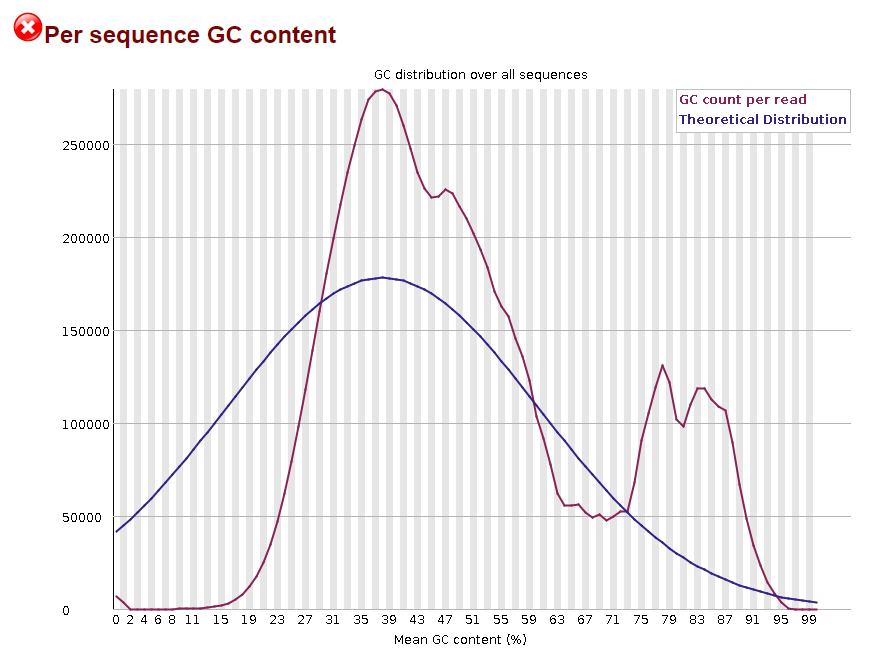 Per sequence GC content
GC distribution over all sequences
GC count per read
Theoretical Distribution
250000
200000
150000
100000
50000
0
0 2 4 6 8 11 15 19 23 27 31 35 39 43 47 51 55 59 63 67 71 75 79 83 87 91 95 99
Mean GC content (%)